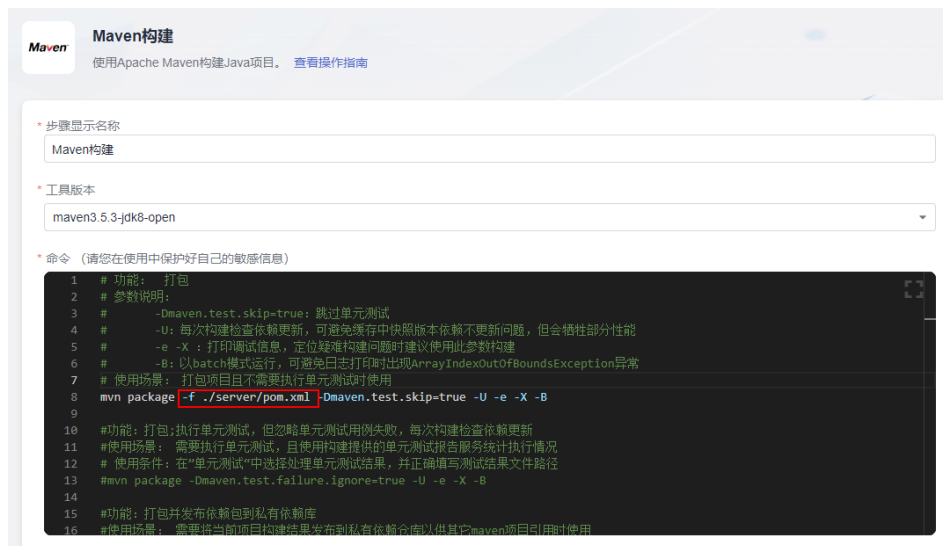 Maven
Maven构建
使用Apache Maven构建Java项目。 查看操作指南
* 步骤显示名称
Maven构建
* 工具版本
maven3.5.3-jdk8-open
* 命令 （请您在使用中保护好自己的敏感信息）
1 # 功能： 打包
2 # 参数说明：
3 # -Dmaven.test.skip=true：跳过单元测试
4 # -U：每次构建检查依赖更新，可避免缓存中快照版本依赖不更新问题，但会牺牲部分性能
5 # -e -X ：打印调试信息，定位疑难构建问题时建议使用此参数构建
6 # -B：以batch模式运行，可避免日志打印时出现ArrayIndexOutOfBoundsException异常
7 # 使用场景： 打包项目且不需要执行单元测试时使用
8 mvn package -f ./server/pom.xml -Dmaven.test.skip=true -U -e -X -B
9
10 #功能：打包;执行单元测试，但忽略单元测试用例失败，每次构建检查依赖更新
11 #使用场景： 需要执行单元测试，且使用构建提供的单元测试报告服务统计执行情况
12 # 使用条件：在”单元测试“中选择处理单元测试结果，并正确填写测试结果文件路径
13 #mvn package -Dmaven.test.failure.ignore=true -U -e -X -B
14
15 #功能：打包并发布依赖包到私有依赖库
16 #使用场景： 需要将当前项目构建结果发布到私有依赖仓库以供其它maven项目引用时使用